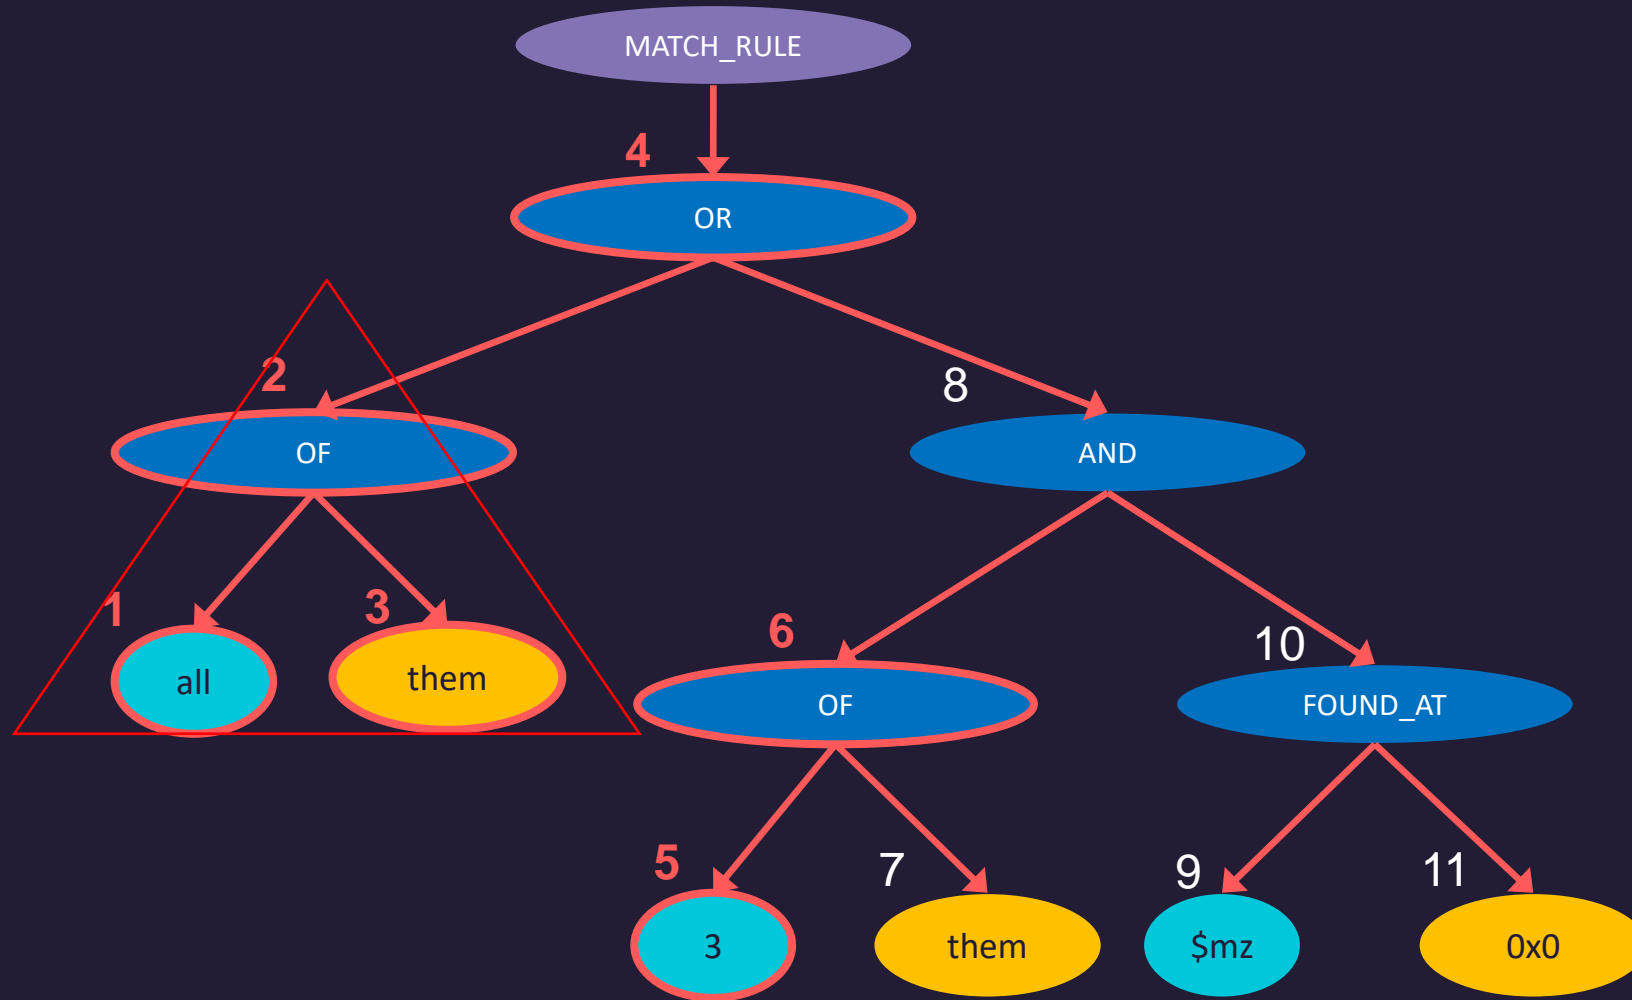 MATCH_RULE
4
OR
2
8
OF
AND
1
3
all
them
6
10
OF
FOUND_AT
5
7
9
11
3
them
$mz
0x0